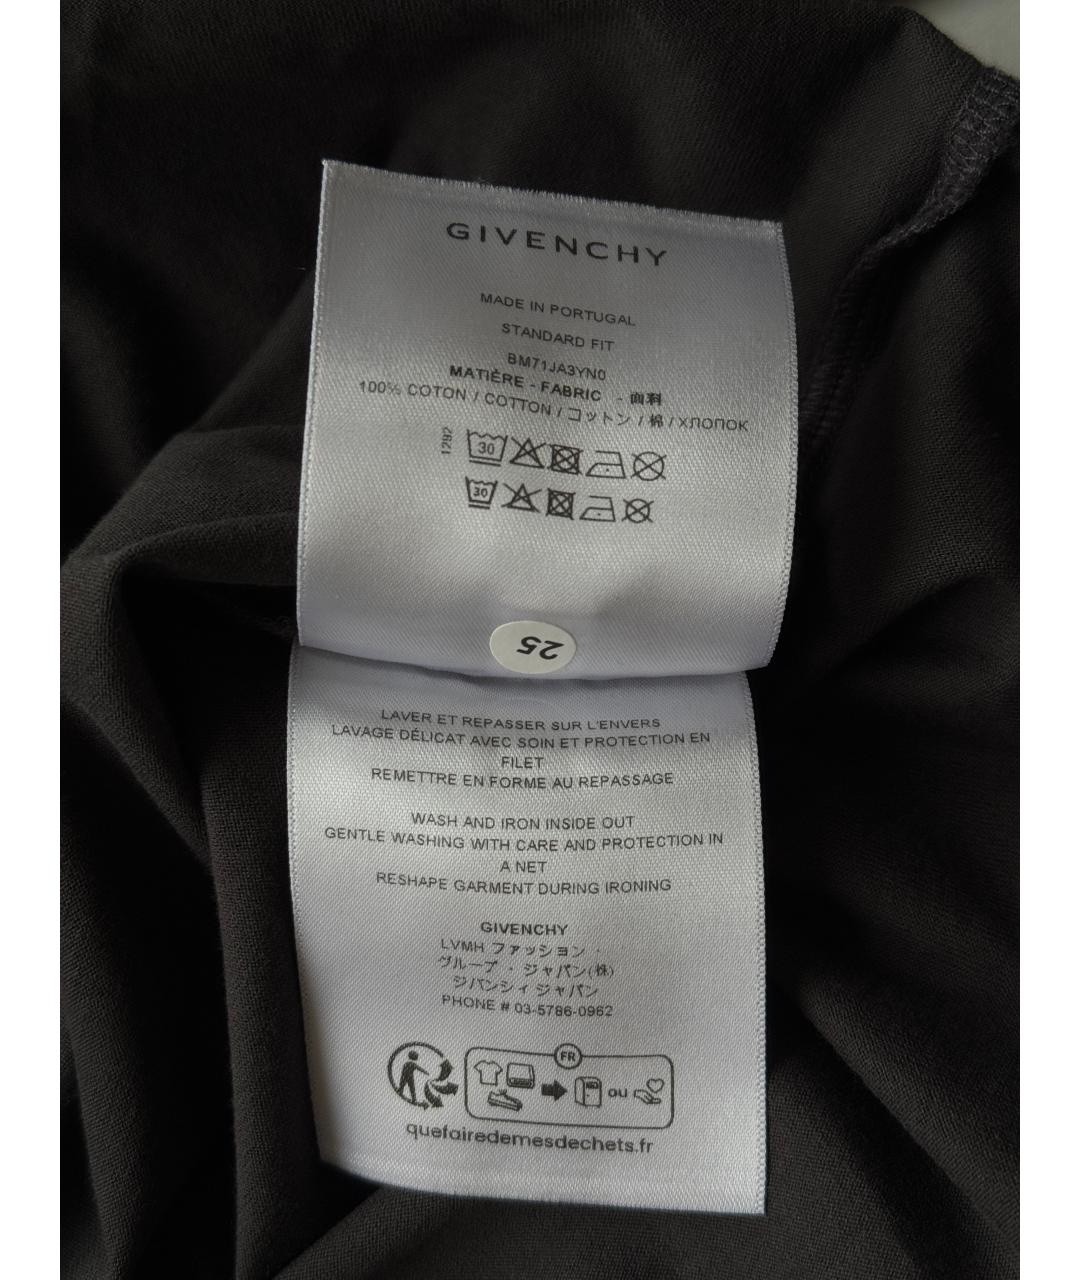 GIVENCHY
MADE IN PORTUGAL
STANDARD FIT
BM71JA3YN0
MATIÈRE - FABRIC - 面料
100% COTON / COTTON / コットン / 棉 / ХЛОПОК
1292
30
30
25
LAVER ET REPASSER SUR L'ENVERS
LAVAGE DÉLICAT AVEC SOIN ET PROTECTION EN
FILET
REMETTRE EN FORME AU REPASSAGE
WASH AND IRON INSIDE OUT
GENTLE WASHING WITH CARE AND PROTECTION IN
A NET
RESHAPE GARMENT DURING IRONING
GIVENCHY
LVMH ファッション ·
グループ · ジャパン(株)
ジバンシィ ジャパン
PHONE # 03-5786-0962
FR
ou
quefairedemesdechets.fr